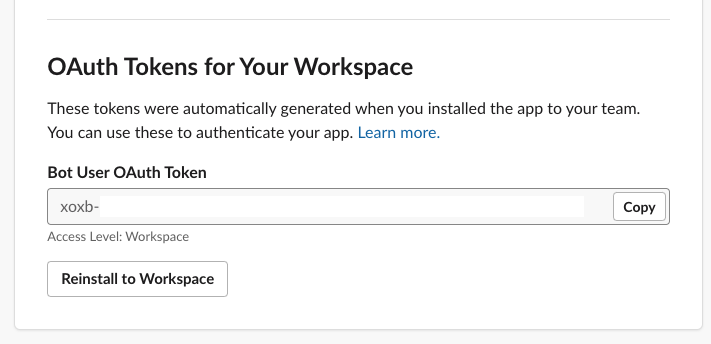 OAuth Tokens for Your Workspace
These tokens were automatically generated when you installed the app to your team.
You can use these to authenticate your app. Learn more.
Bot User OAuth Token
xoxb-
Copy
Access Level: Workspace
Reinstall to Workspace